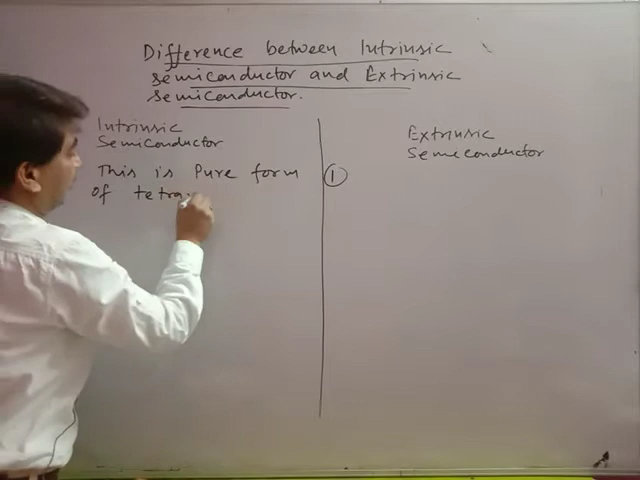 Difference between Intrinsic
semiconductor and Extrinsic
semiconductor.
Intrinsic
Semiconductor
This is Pure form
of tetra
①
Extrinsic
Semiconductor